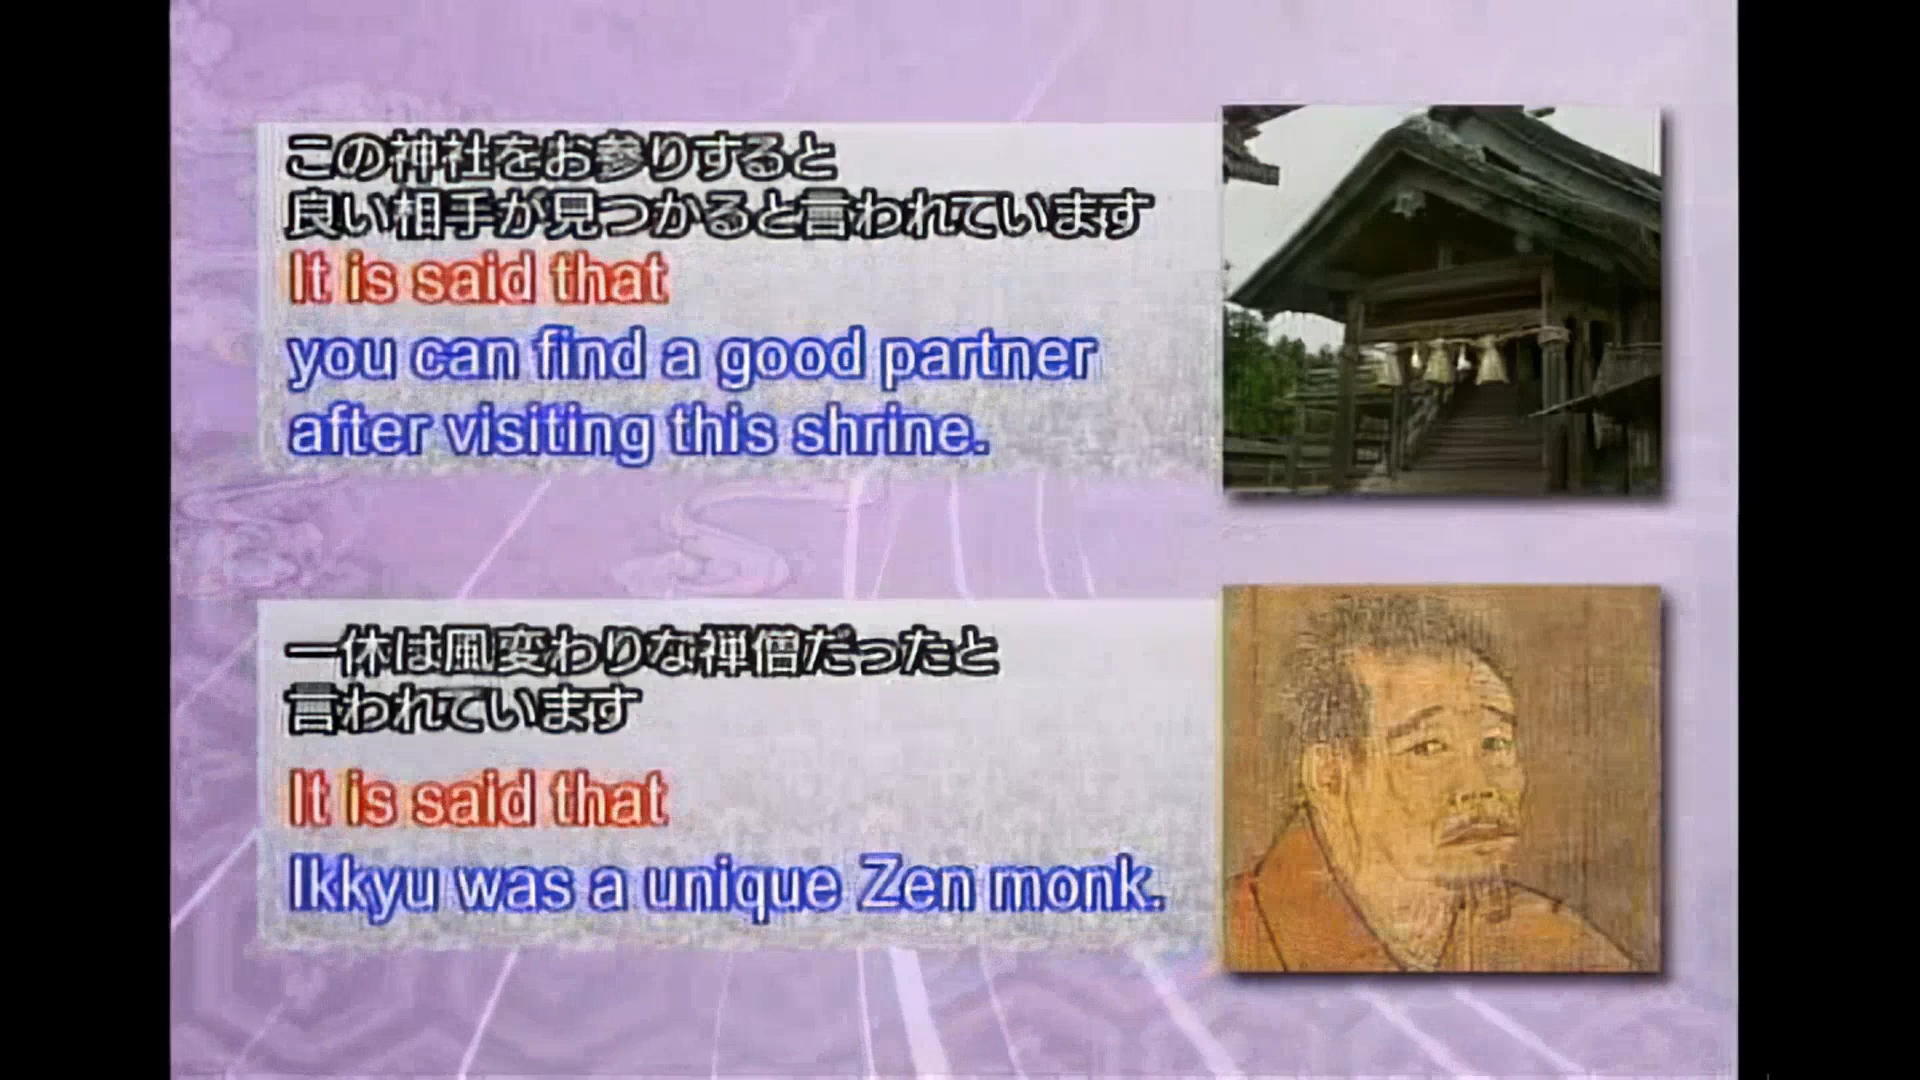 この神社をお参りすると
良い相手が見つかると言われています
It is said that
you can find a good partner
after visiting this shrine.
一休は風変わりな禅僧だったと
言われています
It is said that
Ikkyu was a unique Zen monk.